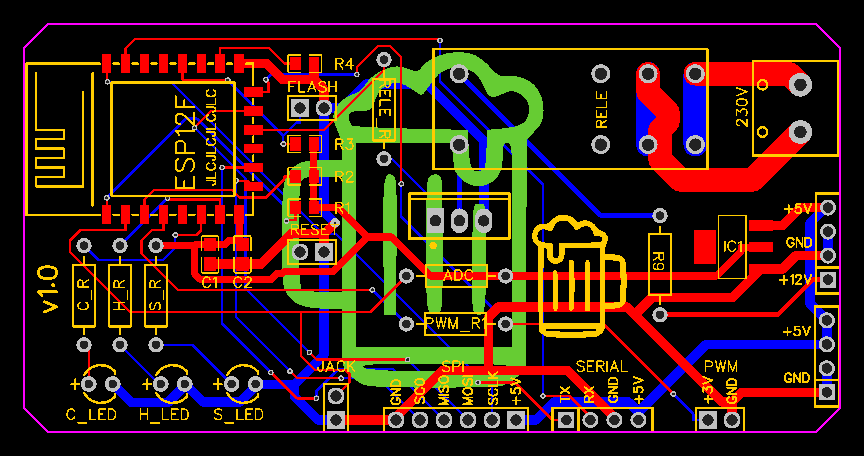 R4
FLASH
RELE_R
RELE
230V
ESP12F
JLCJLCJLCJLC
R3
R2
R1
RESET
+5V
GND
+12V
IC1
R9
ADC
PWM_R1
C1
C2
v1.0
C_R
H_R
S_R
+5V
GND
JACK
SPI
SERIAL
PWM
GND
SCO
MISO
MOSI
SCLK
+5V
TX
RX
GND
+5V
+3V
GND
+
+
+
C_LED
H_LED
S_LED